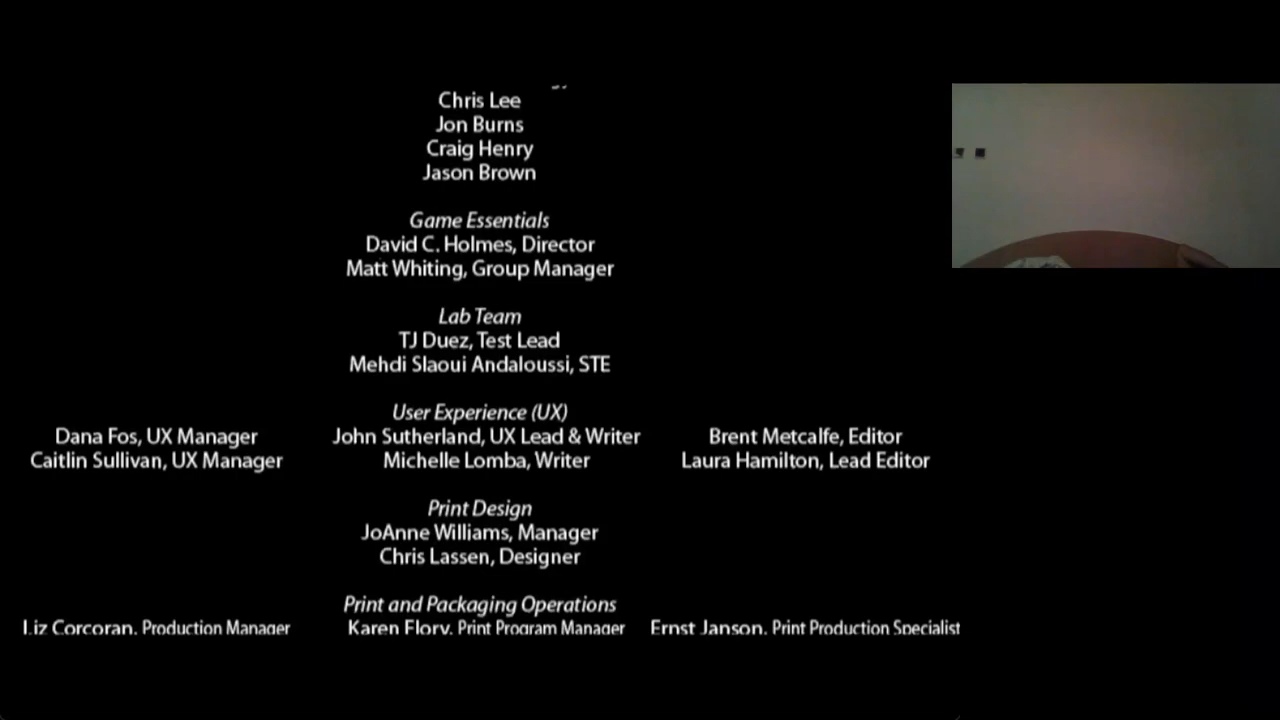 Chris Lee
Jon Burns
Craig Henry
Jason Brown
Game Essentials
David C. Holmes, Director
Matt Whiting, Group Manager
Lab Team
TJ Duez, Test Lead
Mehdi Slaoui Andaloussi, STE
User Experience (UX)
Dana Fos, UX Manager John Sutherland, UX Lead & Writer Brent Metcalfe, Editor
Caitlin Sullivan, UX Manager Michelle Lomba, Writer Laura Hamilton, Lead Editor
Print Design
JoAnne Williams, Manager
Chris Lassen, Designer
Print and Packaging Operations
Liz Corcoran, Production Manager Karen Flory, Print Program Manager Ernst Janson, Print Production Specialist